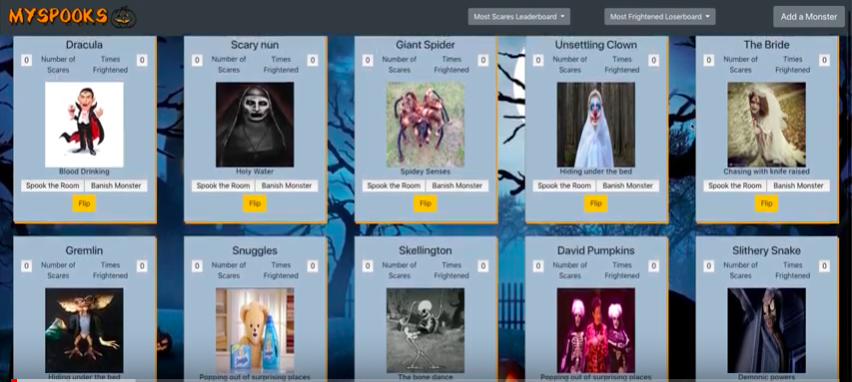 MYSPOOKS
Most Scares Leaderboard
Most Frightened Loserboard
Add a Monster
Dracula
0 Number of Scares Times Frightened 0
Blood Drinking
Spook the Room Banish Monster
Flip
Scary nun
0 Number of Scares Times Frightened 0
Holy Water
Spook the Room Banish Monster
Flip
Giant Spider
0 Number of Scares Times Frightened 0
Spidey Senses
Spook the Room Banish Monster
Flip
Unsettling Clown
0 Number of Scares Times Frightened 0
Hiding under the bed
Spook the Room Banish Monster
Flip
The Bride
0 Number of Scares Times Frightened 0
Chasing with knife raised
Spook the Room Banish Monster
Flip
Gremlin
0 Number of Scares Times Frightened 0
Hiding under the bed
Snuggles
0 Number of Scares Times Frightened 0
Popping out of surprising places
Skellington
0 Number of Scares Times Frightened 0
The bone dance
David Pumpkins
0 Number of Scares Times Frightened 0
Popping out of surprising places
Slithery Snake
0 Number of Scares Times Frightened 0
Demonic powers